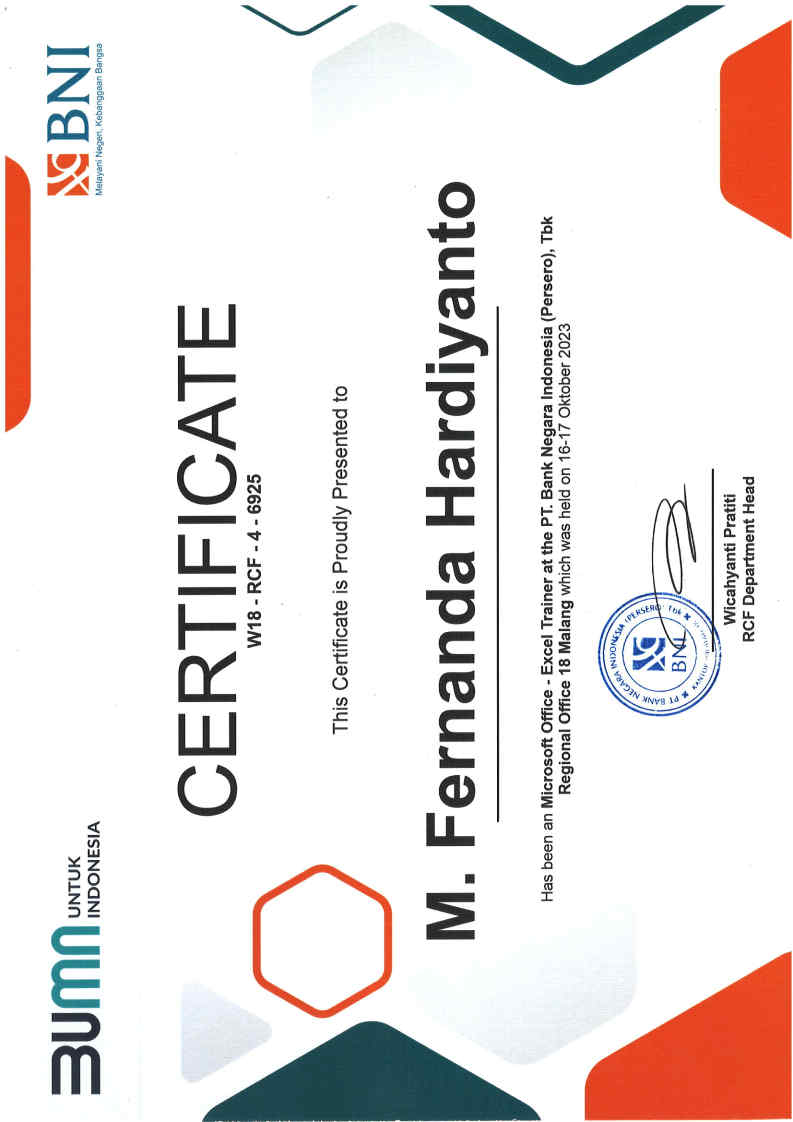 BUMN UNTUK
INDONESIA
BNI
Melayani Negeri, Kebanggaan Bangsa
CERTIFICATE
W18 - RCF - 4 - 6925
This Certificate is Proudly Presented to
M. Fernanda Hardiyanto
Has been an Microsoft Office - Excel Trainer at the PT. Bank Negara Indonesia (Persero), Tbk
Regional Office 18 Malang which was held on 16-17 Oktober 2023
PT BANK NEGARA INDONESIA (PERSERO) Tbk
BNI
KANTOR
Wicahyanti Pratiti
RCF Department Head